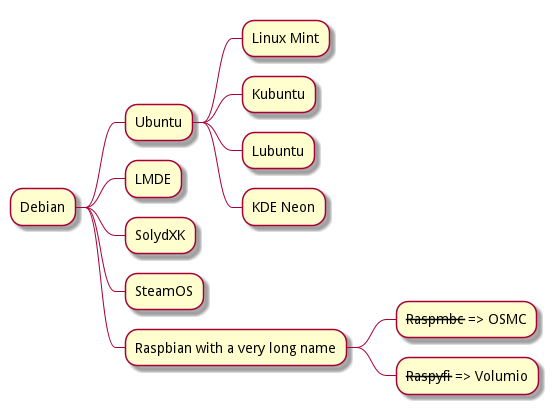 Debian
Ubuntu
Linux Mint
Kubuntu
Lubuntu
KDE Neon
LMDE
SolydXK
SteamOS
Raspbian with a very long name
Raspmbc => OSMC
Raspyfi => Volumio